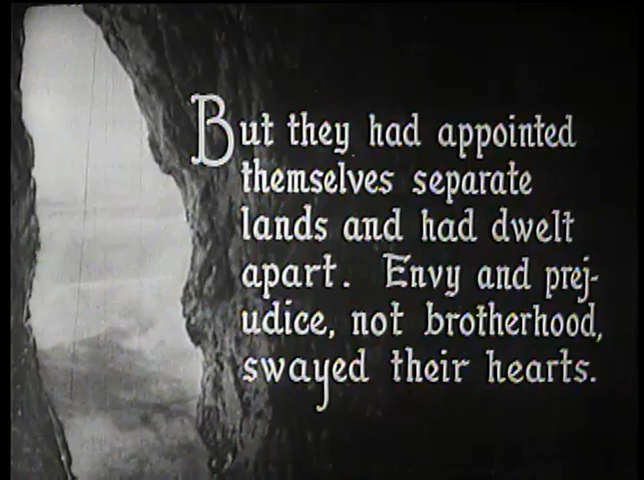 But they had appointed
themselves separate
lands and had dwelt
apart. Envy and prej-
udice, not brotherhood,
swayed their hearts.